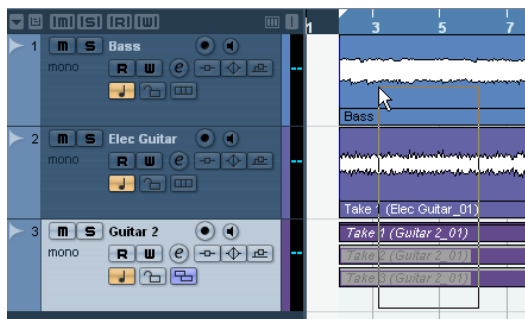 m S R W 1 3 5 7
1 m S Bass
mono R W e
Bass
2 m S Elec Guitar
mono R W e
Take 1 (Elec Guitar_01)
3 m S Guitar 2
mono R W e
Take 1 (Guitar 2_01)
Take 2 (Guitar 2_01)
Take 3 (Guitar 2_01)